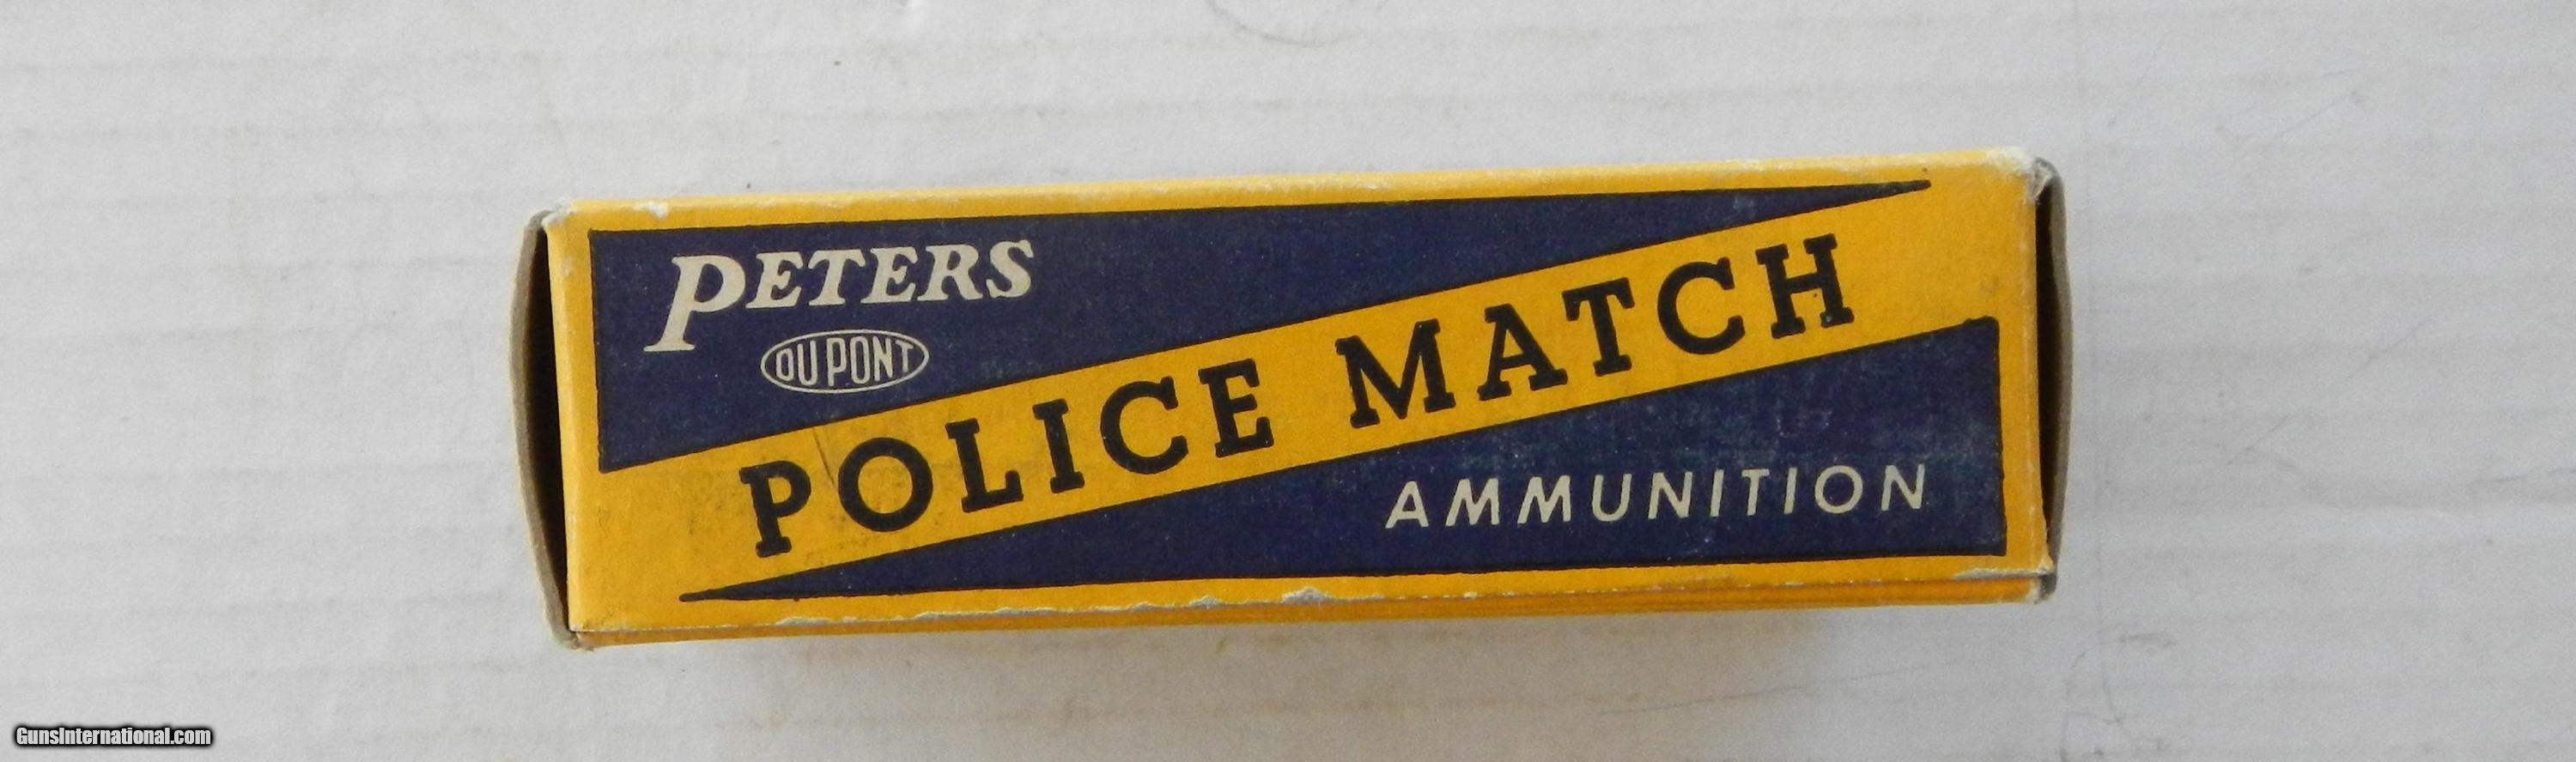 PETERS
DU PONT
POLICE MATCH
AMMUNITION
GunsInternational.com